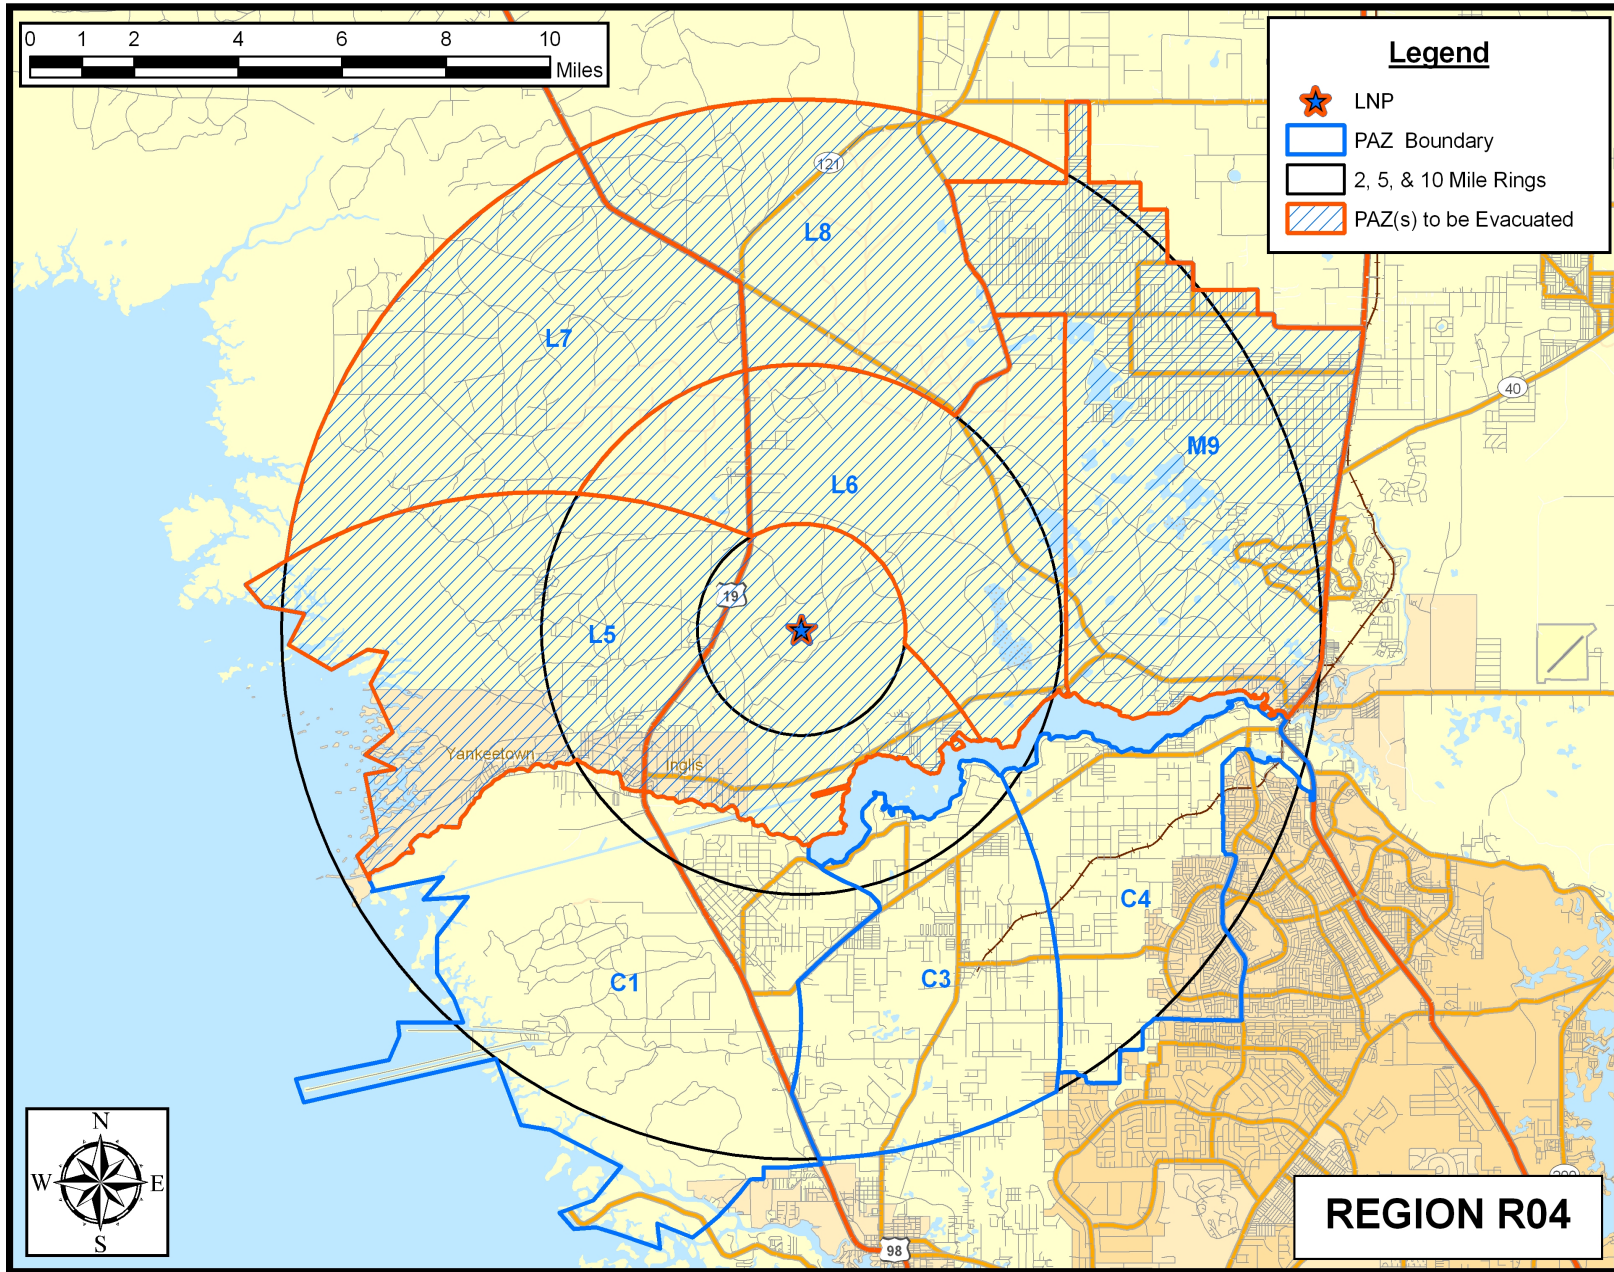 0 1 2 4 6 8 10
Miles
Legend
LNP
PAZ Boundary
2, 5, & 10 Mile Rings
PAZ(s) to be Evacuated
121
L8
L7
40
M9
L6
19
L5
Yankeetown
Inglis
C4
C3
C1
N
W E
S
98
REGION R04